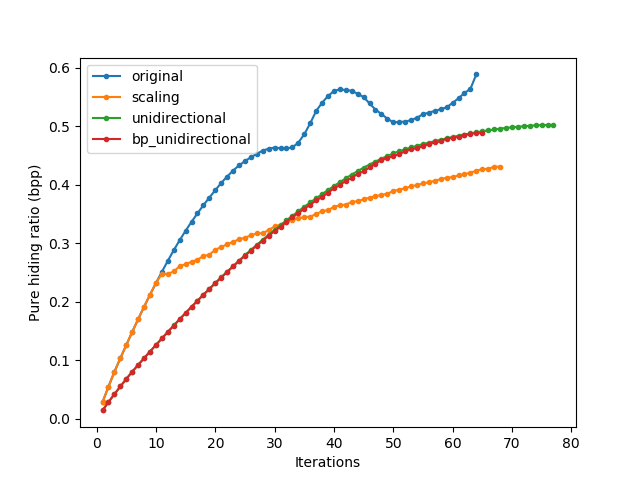 original
scaling
unidirectional
bp_unidirectional
Pure hiding ratio (bpp)
0.6
0.5
0.4
0.3
0.2
0.1
0.0
0 10 20 30 40 50 60 70 80
Iterations